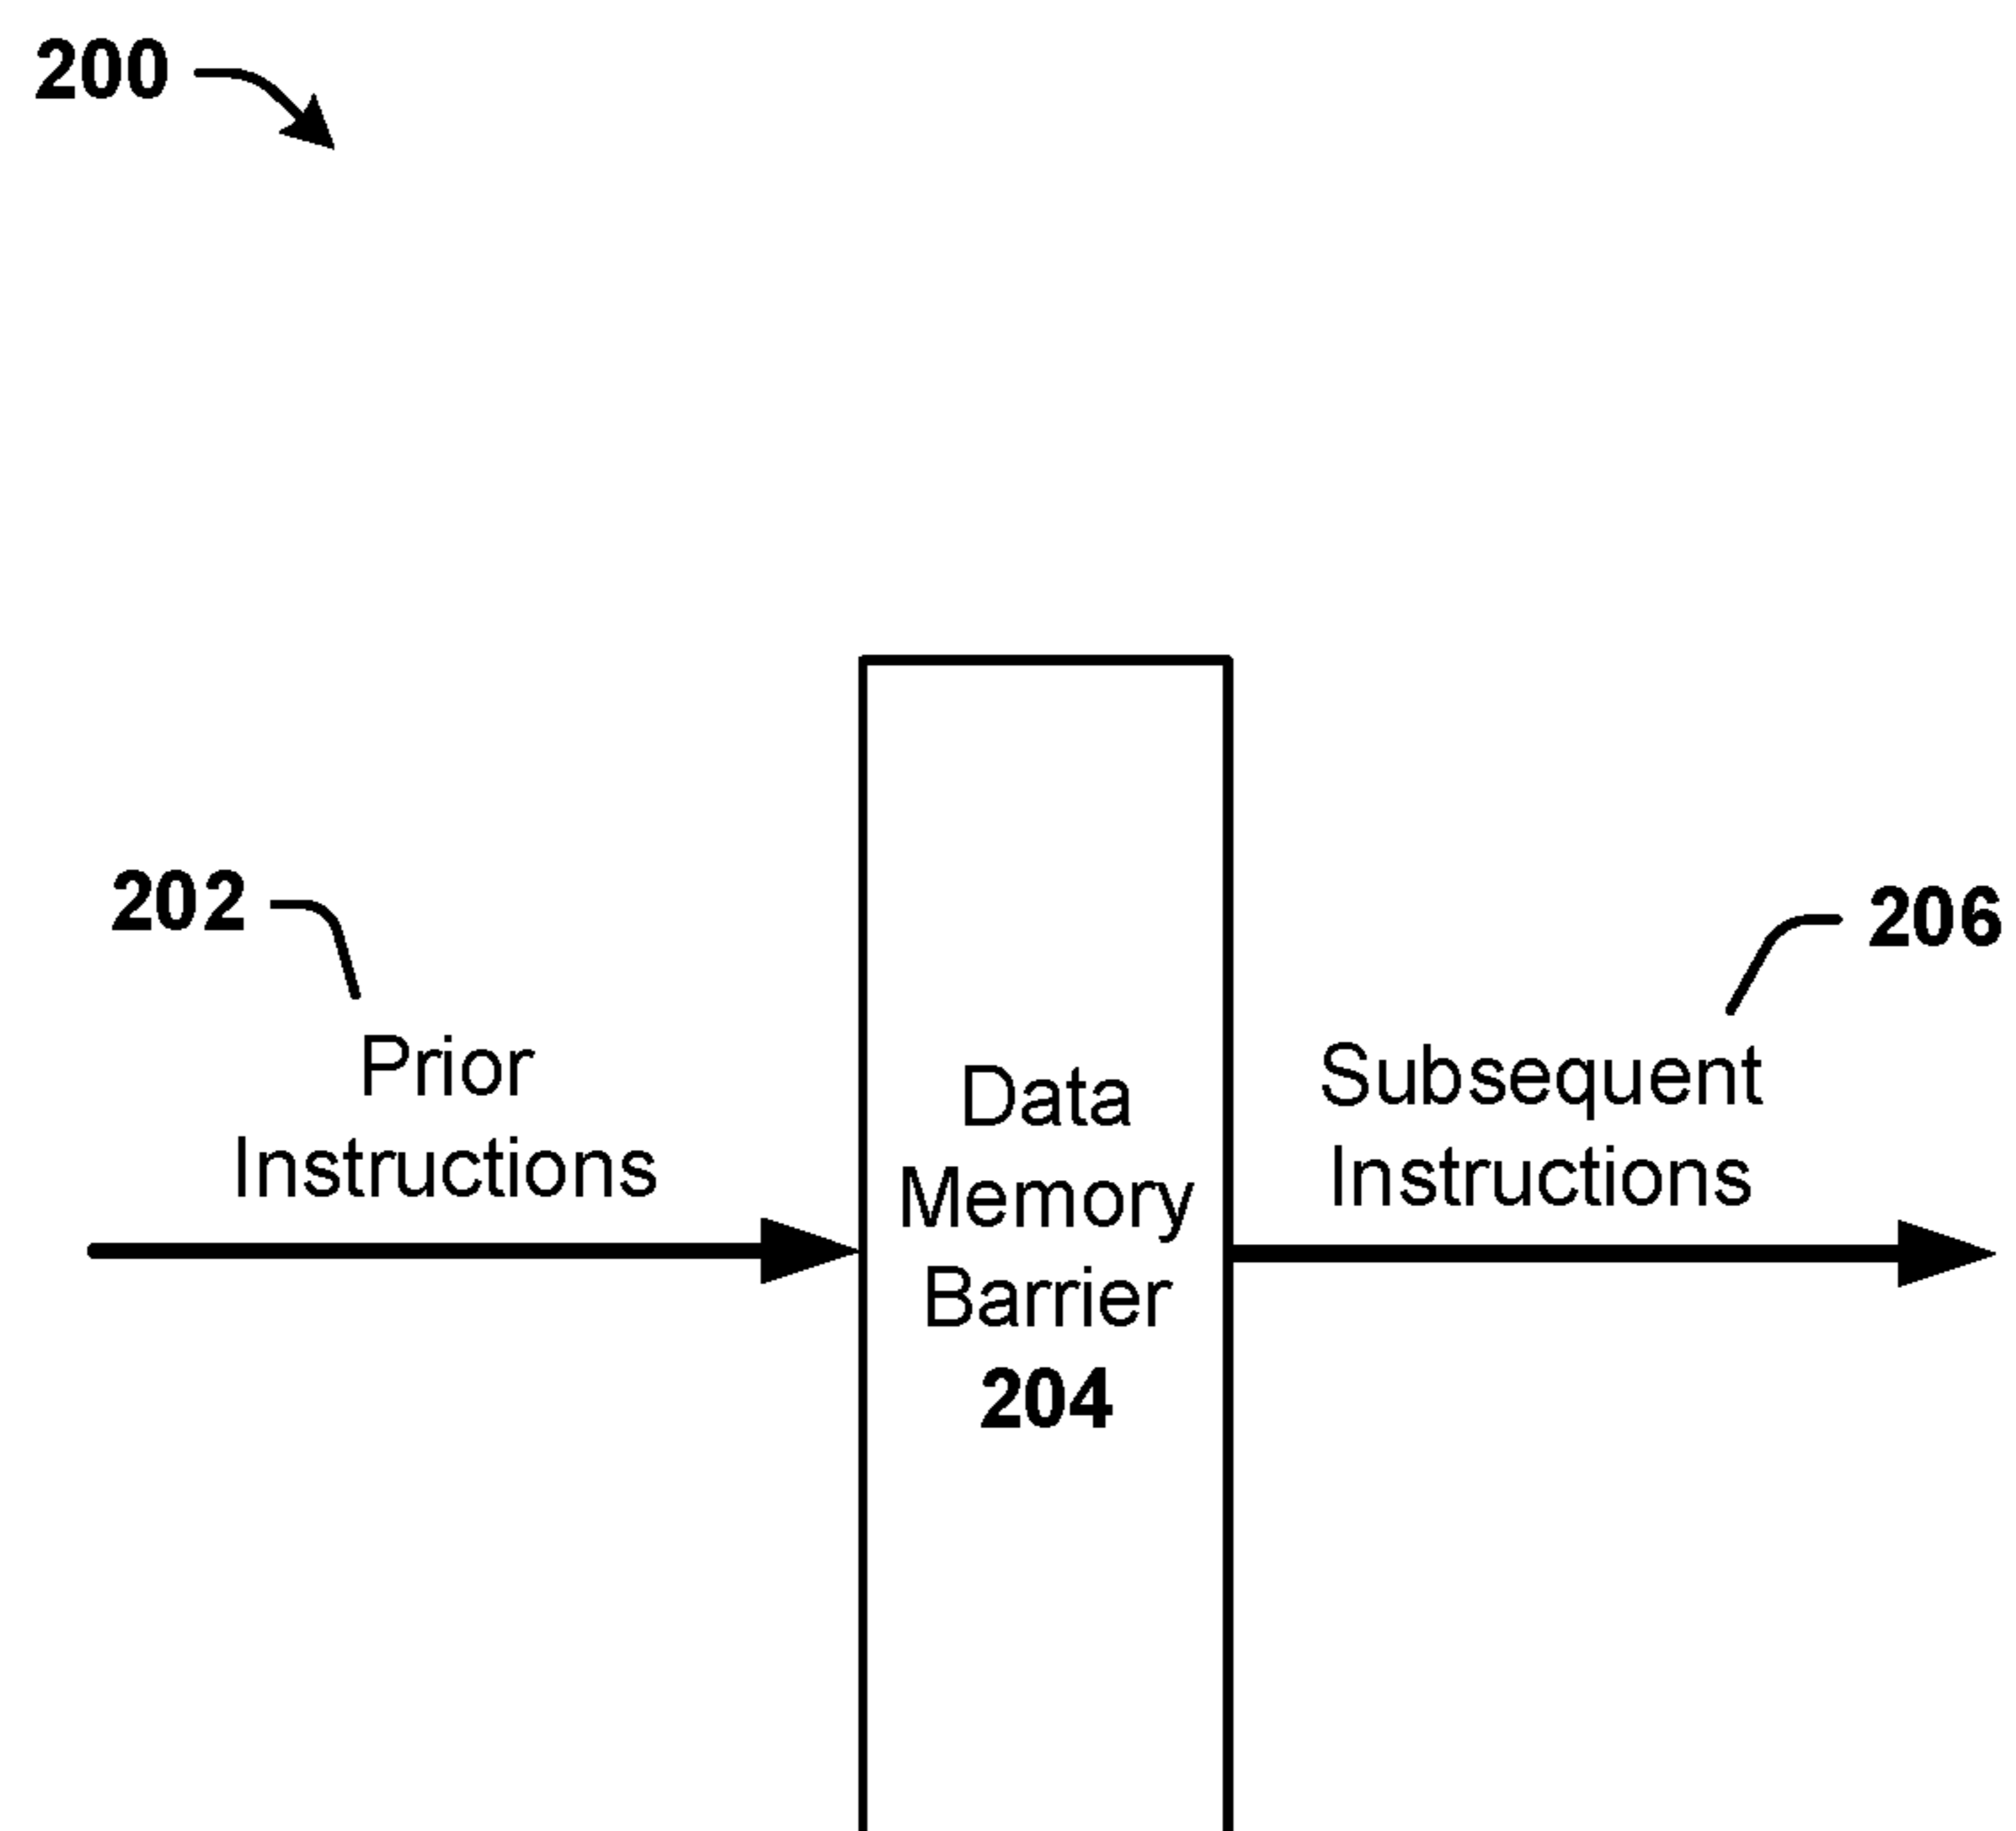 200
202
Prior
Instructions
Data
Memory
Barrier
204
206
Subsequent
Instructions